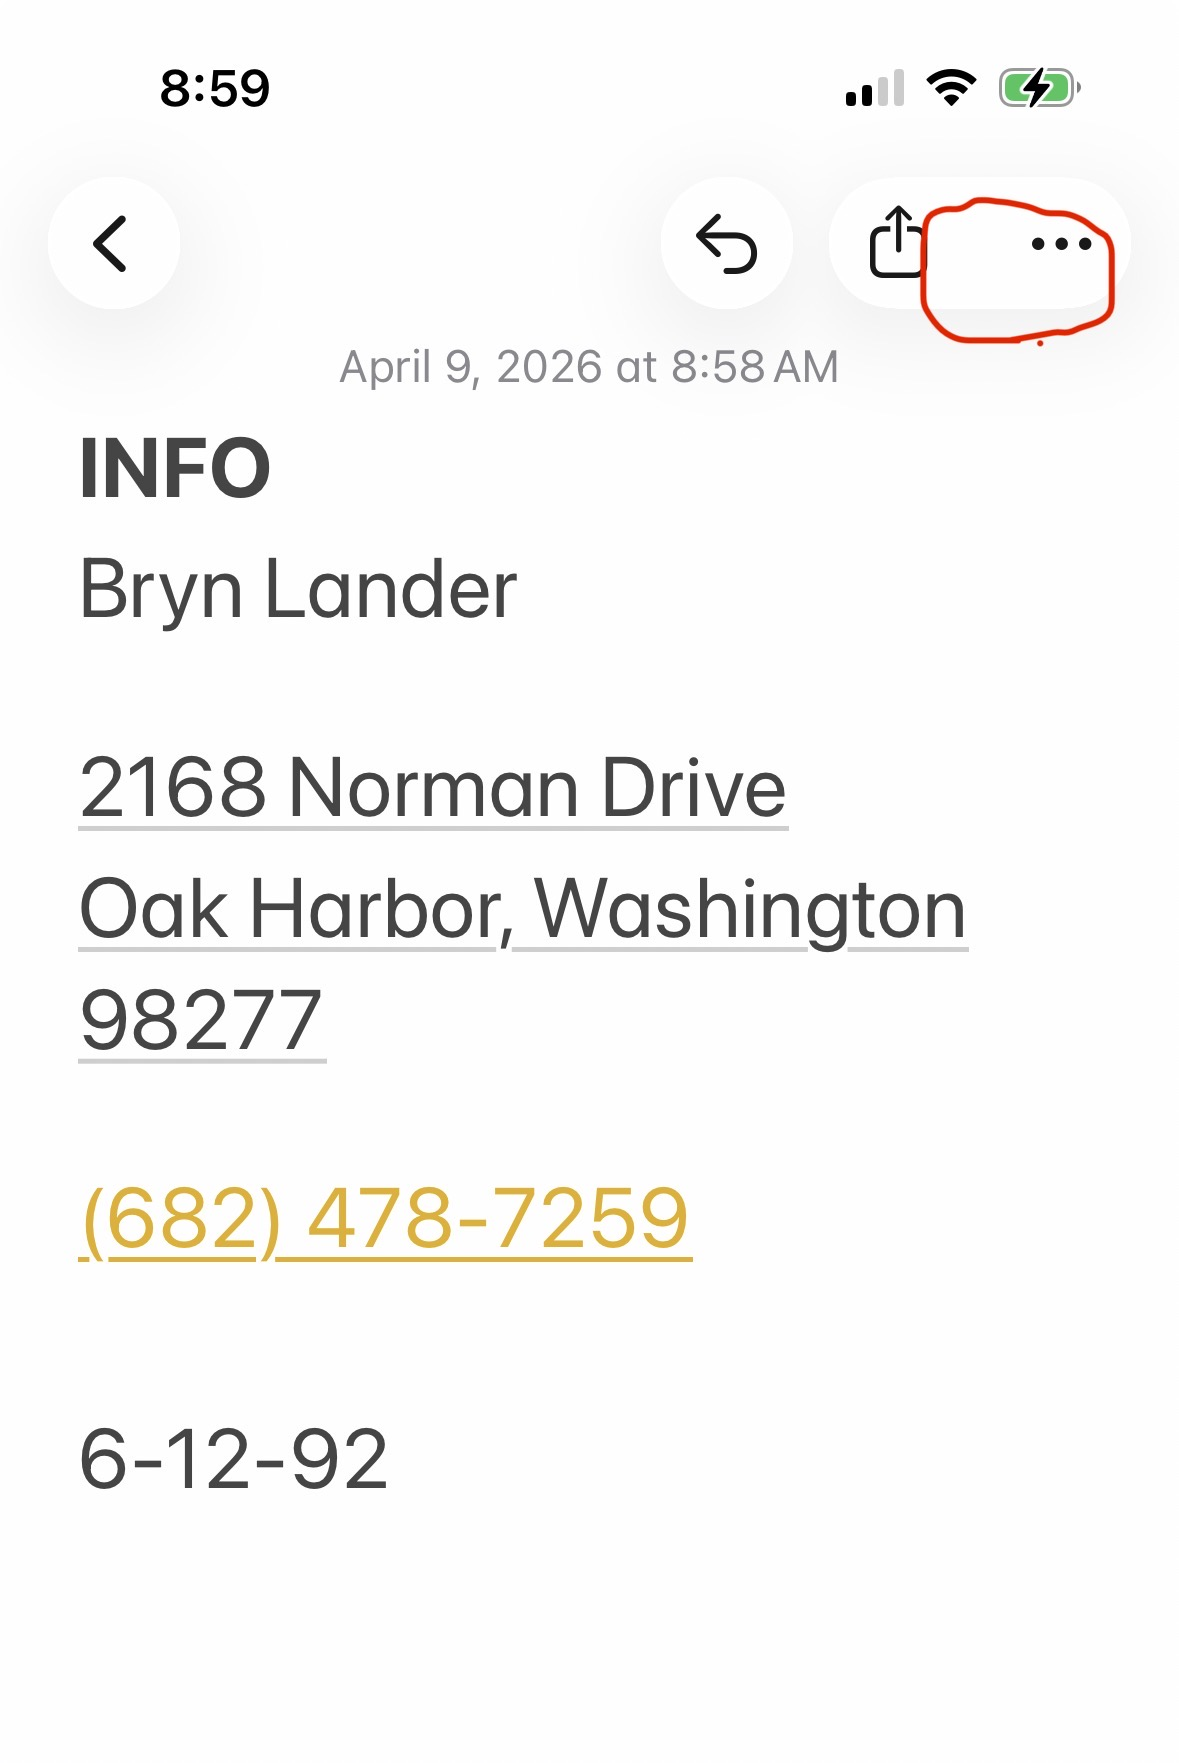 8:59
April 9, 2026 at 8:58 AM
INFO
Bryn Lander
2168 Norman Drive
Oak Harbor, Washington
98277
(682) 478-7259
6-12-92